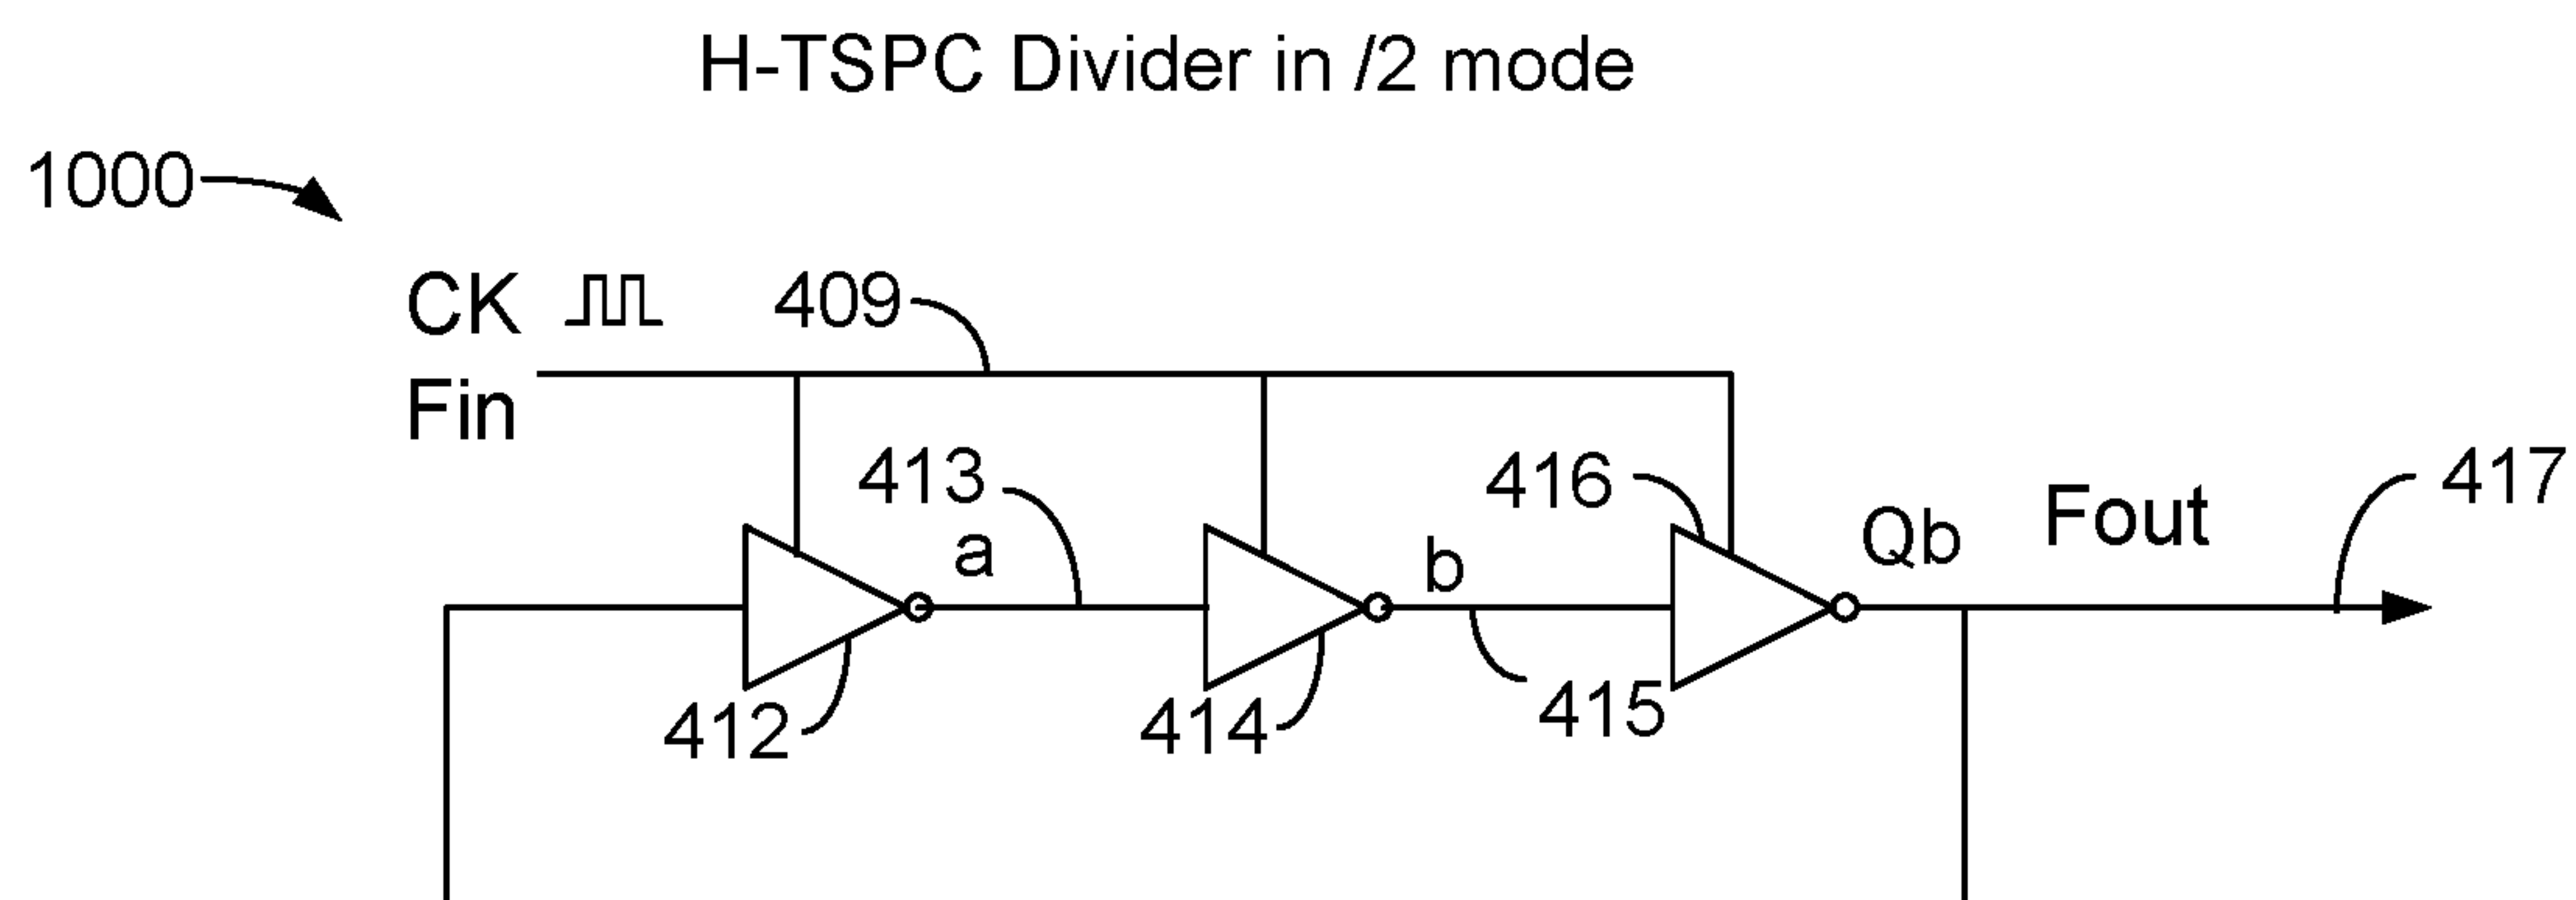 H-TSPC Divider in /2 mode
1000
CK
409
Fin
413
416
417
a
b
Qb
Fout
412
414
415